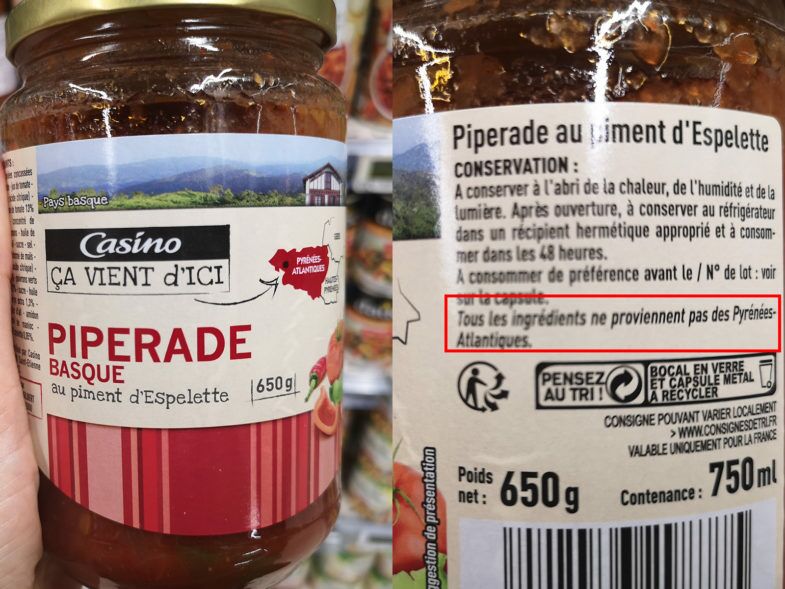 Pays basque
Casino
ÇA VIENT d'ICI
PYRÉNÉES-
ATLANTIQUES
PIPERADE
BASQUE
au piment d'Espelette
650g
Piperade au piment d'Espelette
CONSERVATION :
A conserver à l'abri de la chaleur, de l'humidité et de la
lumière. Après ouverture, à conserver au réfrigérateur
dans un récipient hermétique approprié et à consom-
mer dans les 48 heures.
A consommer de préférence avant le / N° de lot : voir
sur la capsule.
Tous les ingrédients ne proviennent pas des Pyrénées-
Atlantiques.
PENSEZ
AU TRI !
BOCAL EN VERRE
ET CAPSULE METAL
À RECYCLER
CONSIGNE POUVANT VARIER LOCALEMENT
> WWW.CONSIGNESDETRI.FR
VALABLE UNIQUEMENT POUR LA FRANCE
Poids
net : 650g
Contenance : 750ml
gestion de présentation